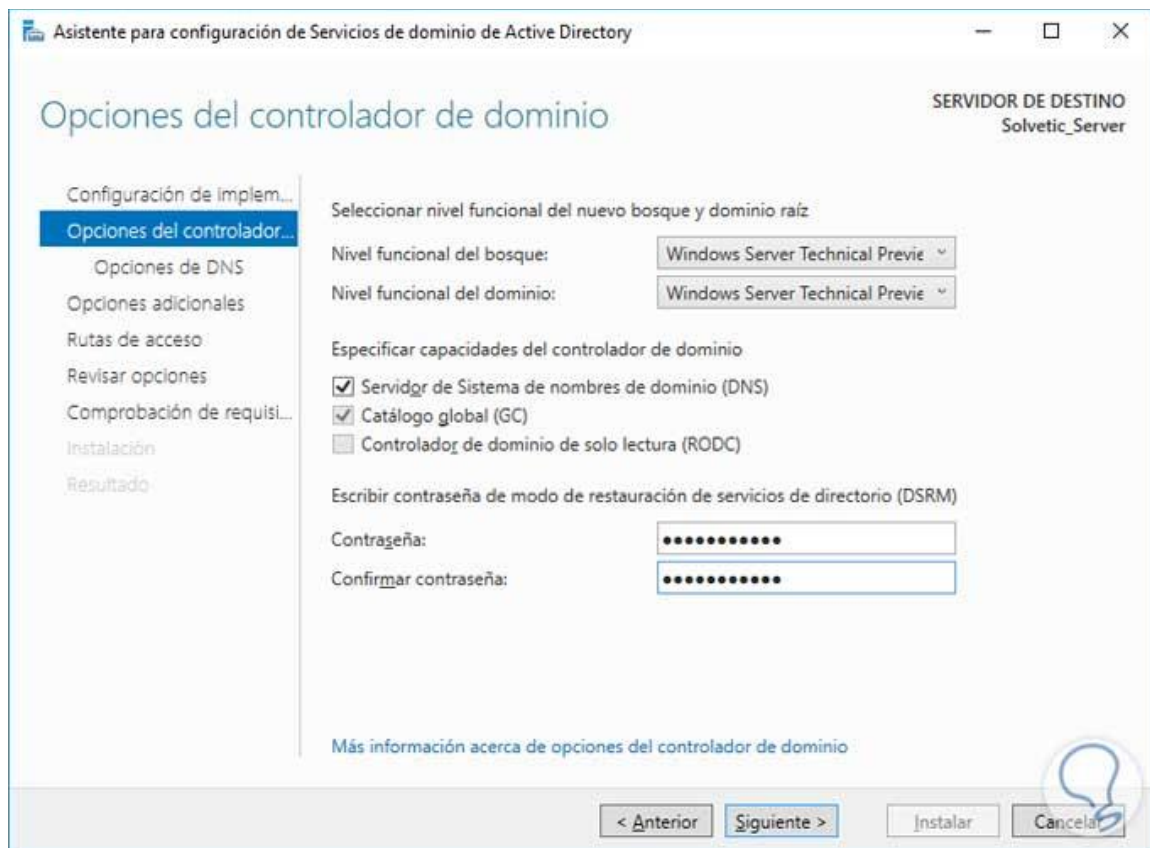 Asistente para configuración de Servicios de dominio de Active Directory
Opciones del controlador de dominio
SERVIDOR DE DESTINO
Solvetic_Server
Configuración de implem...
Opciones del controlador...
Opciones de DNS
Opciones adicionales
Rutas de acceso
Revisar opciones
Comprobación de requisi...
Instalación
Resultado
Seleccionar nivel funcional del nuevo bosque y dominio raíz
Nivel funcional del bosque:
Windows Server Technical Previe
Nivel funcional del dominio:
Windows Server Technical Previe
Especificar capacidades del controlador de dominio
Servidor de Sistema de nombres de dominio (DNS)
Catálogo global (GC)
Controlador de dominio de solo lectura (RODC)
Escribir contraseña de modo de restauración de servicios de directorio (DSRM)
Contraseña:
●●●●●●●●●●●
Confirmar contraseña:
●●●●●●●●●●●
Más información acerca de opciones del controlador de dominio
< Anterior
Siguiente >
Instalar
Cancelar